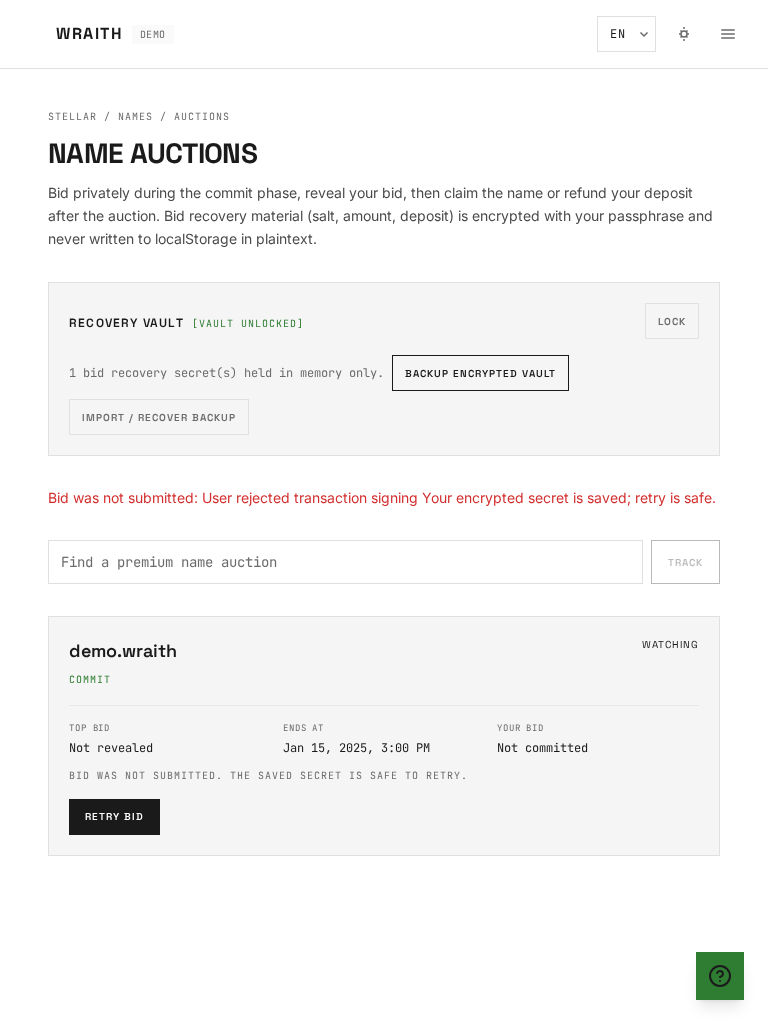 WRAITH DEMO EN
STELLAR / NAMES / AUCTIONS
NAME AUCTIONS
Bid privately during the commit phase, reveal your bid, then claim the name or refund your deposit
after the auction. Bid recovery material (salt, amount, deposit) is encrypted with your passphrase and
never written to localStorage in plaintext.
RECOVERY VAULT [VAULT UNLOCKED] LOCK
1 bid recovery secret(s) held in memory only. BACKUP ENCRYPTED VAULT
IMPORT / RECOVER BACKUP
Bid was not submitted: User rejected transaction signing Your encrypted secret is saved; retry is safe.
Find a premium name auction TRACK
demo.wraith WATCHING
COMMIT
TOP BID ENDS AT YOUR BID
Not revealed Jan 15, 2025, 3:00 PM Not committed
BID WAS NOT SUBMITTED. THE SAVED SECRET IS SAFE TO RETRY.
RETRY BID